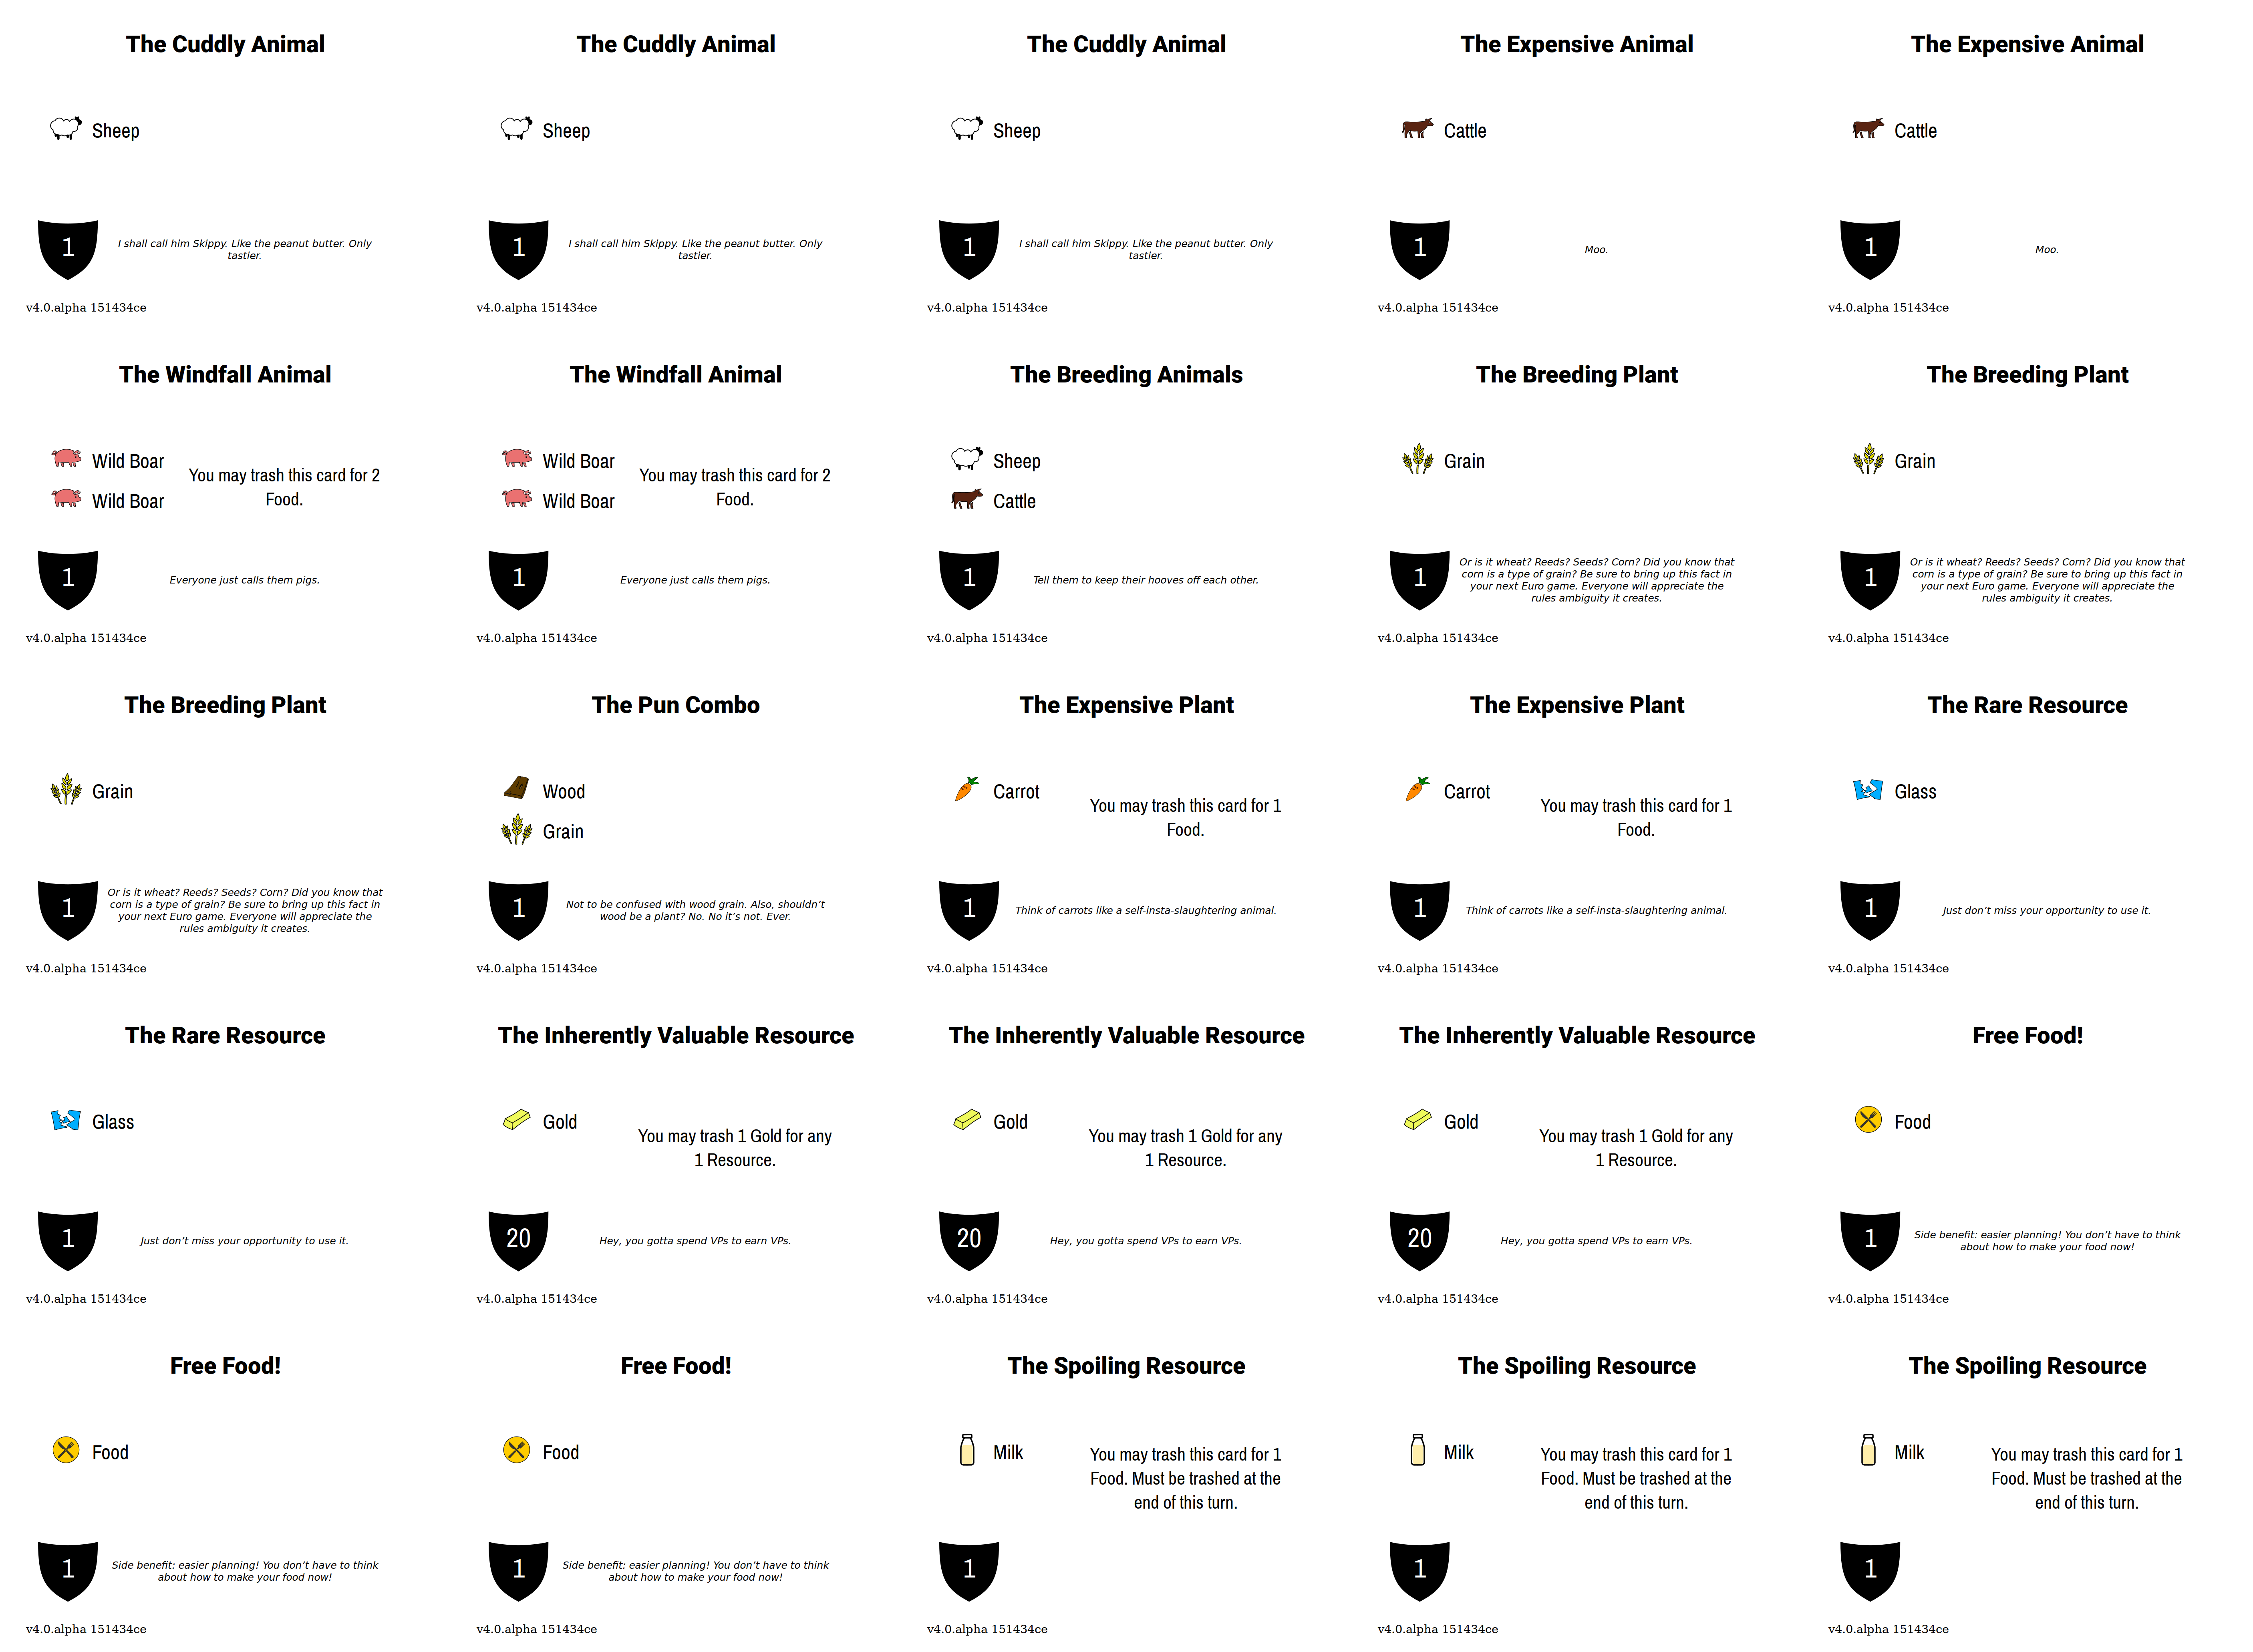 The Cuddly Animal
Sheep
1
I shall call him Skippy. Like the peanut butter. Only
tastier.
v4.0.alpha 151434ce
The Cuddly Animal
Sheep
1
I shall call him Skippy. Like the peanut butter. Only
tastier.
v4.0.alpha 151434ce
The Cuddly Animal
Sheep
1
I shall call him Skippy. Like the peanut butter. Only
tastier.
v4.0.alpha 151434ce
The Expensive Animal
Cattle
1
Moo.
v4.0.alpha 151434ce
The Expensive Animal
Cattle
1
Moo.
v4.0.alpha 151434ce
The Windfall Animal
Wild Boar
Wild Boar
You may trash this card for 2
Food.
1
Everyone just calls them pigs.
v4.0.alpha 151434ce
The Windfall Animal
Wild Boar
Wild Boar
You may trash this card for 2
Food.
1
Everyone just calls them pigs.
v4.0.alpha 151434ce
The Breeding Animals
Sheep
Cattle
1
Tell them to keep their hooves off each other.
v4.0.alpha 151434ce
The Breeding Plant
Grain
1
Or is it wheat? Reeds? Seeds? Corn? Did you know that
corn is a type of grain? Be sure to bring up this fact in
your next Euro game. Everyone will appreciate the
rules ambiguity it creates.
v4.0.alpha 151434ce
The Breeding Plant
Grain
1
Or is it wheat? Reeds? Seeds? Corn? Did you know that
corn is a type of grain? Be sure to bring up this fact in
your next Euro game. Everyone will appreciate the
rules ambiguity it creates.
v4.0.alpha 151434ce
The Breeding Plant
Grain
1
Or is it wheat? Reeds? Seeds? Corn? Did you know that
corn is a type of grain? Be sure to bring up this fact in
your next Euro game. Everyone will appreciate the
rules ambiguity it creates.
v4.0.alpha 151434ce
The Pun Combo
Wood
Grain
1
Not to be confused with wood grain. Also, shouldn’t
wood be a plant? No. No it’s not. Ever.
v4.0.alpha 151434ce
The Expensive Plant
Carrot
You may trash this card for 1
Food.
1
Think of carrots like a self-insta-slaughtering animal.
v4.0.alpha 151434ce
The Expensive Plant
Carrot
You may trash this card for 1
Food.
1
Think of carrots like a self-insta-slaughtering animal.
v4.0.alpha 151434ce
The Rare Resource
Glass
1
Just don’t miss your opportunity to use it.
v4.0.alpha 151434ce
The Rare Resource
Glass
1
Just don’t miss your opportunity to use it.
v4.0.alpha 151434ce
The Inherently Valuable Resource
Gold
You may trash 1 Gold for any
1 Resource.
20
Hey, you gotta spend VPs to earn VPs.
v4.0.alpha 151434ce
The Inherently Valuable Resource
Gold
You may trash 1 Gold for any
1 Resource.
20
Hey, you gotta spend VPs to earn VPs.
v4.0.alpha 151434ce
The Inherently Valuable Resource
Gold
You may trash 1 Gold for any
1 Resource.
20
Hey, you gotta spend VPs to earn VPs.
v4.0.alpha 151434ce
Free Food!
Food
1
Side benefit: easier planning! You don’t have to think
about how to make your food now!
v4.0.alpha 151434ce
Free Food!
Food
1
Side benefit: easier planning! You don’t have to think
about how to make your food now!
v4.0.alpha 151434ce
Free Food!
Food
1
Side benefit: easier planning! You don’t have to think
about how to make your food now!
v4.0.alpha 151434ce
The Spoiling Resource
Milk
You may trash this card for 1
Food. Must be trashed at the
end of this turn.
1
v4.0.alpha 151434ce
The Spoiling Resource
Milk
You may trash this card for 1
Food. Must be trashed at the
end of this turn.
1
v4.0.alpha 151434ce
The Spoiling Resource
Milk
You may trash this card for 1
Food. Must be trashed at the
end of this turn.
1
v4.0.alpha 151434ce